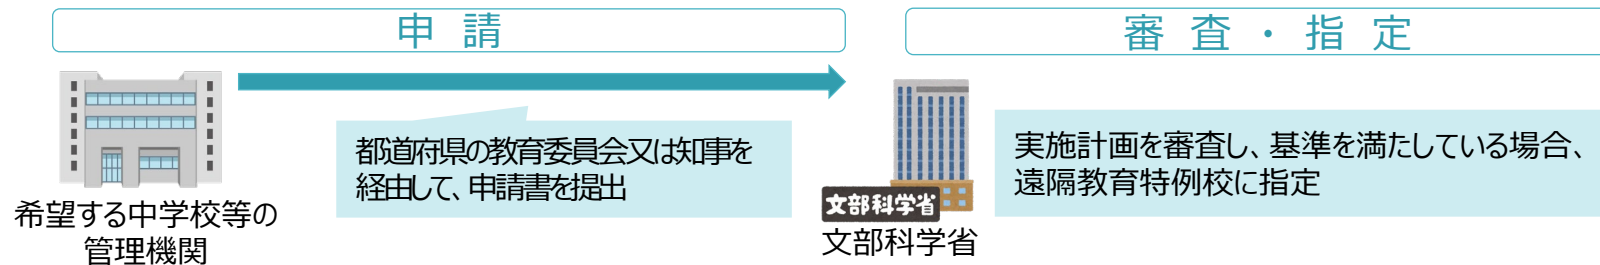 申請
審査・指定
都道府県の教育委員会又は知事を
経由して、申請書を提出
実施計画を審査し、基準を満たしている場合、
遠隔教育特例校に指定
希望する中学校等の
管理機関
文部科学省
文部科学省